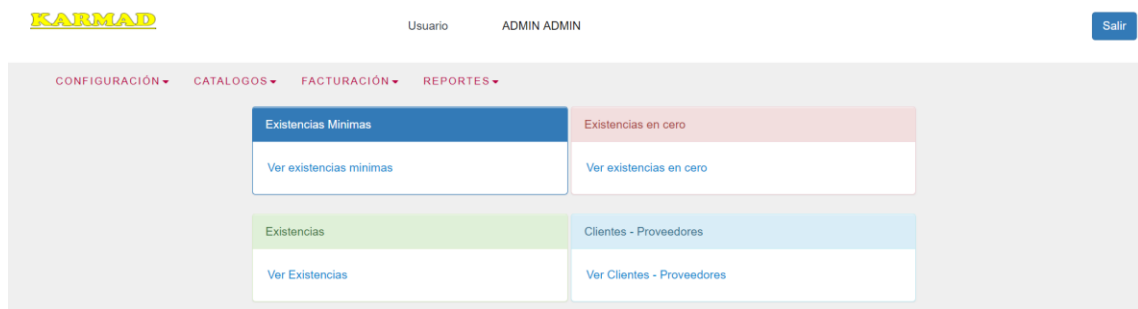 KARMAD
Usuario ADMIN ADMIN
Salir
CONFIGURACIÓN CATALOGOS FACTURACIÓN REPORTES
Existencias Minimas
Existencias en cero
Ver existencias minimas
Ver existencias en cero
Existencias
Clientes - Proveedores
Ver Existencias
Ver Clientes - Proveedores